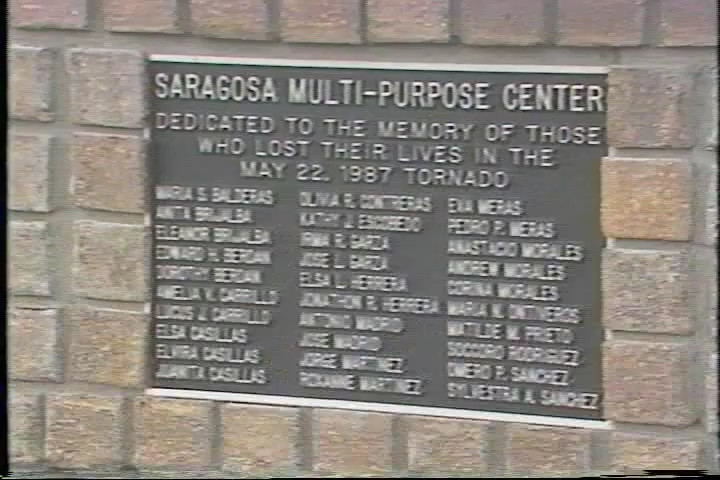 SARAGOSA MULTI-PURPOSE CENTER
DEDICATED TO THE MEMORY OF THOSE
WHO LOST THEIR LIVES IN THE
MAY 22, 1987 TORNADO
MARIA S. BALDERAS
ANITA BRIJALBA
ELEANOR BRIJALBA
EDWARD H. BERDAN
DOROTHY BERDAN
AMELIA V. CARRILLO
LUCUS J. CARRILLO
ELSA CASILLAS
ELVIRA CASILLAS
JUANITA CASILLAS
OLIVIA R. CONTRERAS
KATHY J. ESCOBEDO
IRMA R. GARZA
JOSE L. GARZA
ELSA L. HERRERA
JONATHON R. HERRERA
ANTONIO MADRID
JOSE MADRID
JORGE MARTINEZ
ROXANNE MARTINEZ
EVA MERAS
PEDRO P. MERAS
ANASTACIO MORALES
ANDREW MORALES
CORINA MORALES
MARIA N. ONTIVEROS
MATILDE M. PRIETO
SOCCORO RODRIGUEZ
OMERO P. SANCHEZ
SYLVESTRA A. SANCHEZ